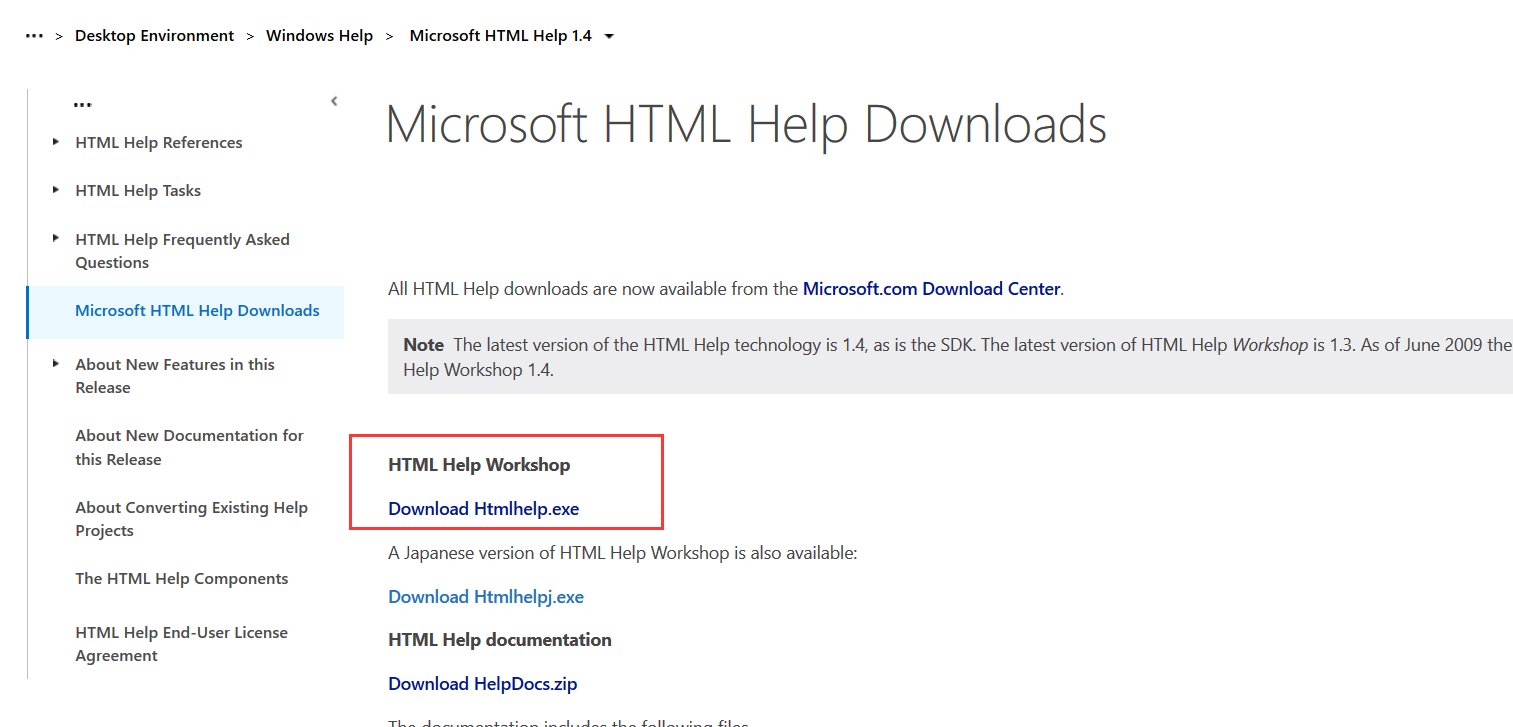 ... > Desktop Environment > Windows Help > Microsoft HTML Help 1.4
...
HTML Help References
HTML Help Tasks
HTML Help Frequently Asked
Questions
Microsoft HTML Help Downloads
About New Features in this
Release
About New Documentation for
this Release
About Converting Existing Help
Projects
The HTML Help Components
HTML Help End-User License
Agreement
Microsoft HTML Help Downloads
All HTML Help downloads are now available from the Microsoft.com Download Center.
Note The latest version of the HTML Help technology is 1.4, as is the SDK. The latest version of HTML Help Workshop is 1.3. As of June 2009 the
Help Workshop 1.4.
HTML Help Workshop
Download Htmlhelp.exe
A Japanese version of HTML Help Workshop is also available:
Download Htmlhelpj.exe
HTML Help documentation
Download HelpDocs.zip
The documentation includes the following files